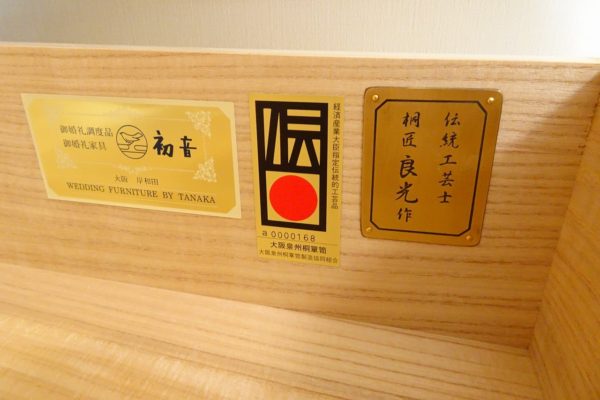 御婚礼調度品
御婚礼家具
初音
大阪 岸和田
WEDDING FURNITURE BY TANAKA
伝
経済産業大臣指定伝統的工芸品
a 0000168
大阪泉州桐簞笥
大阪泉州桐簞笥製造協同組合
伝統工芸士
桐匠 良光作